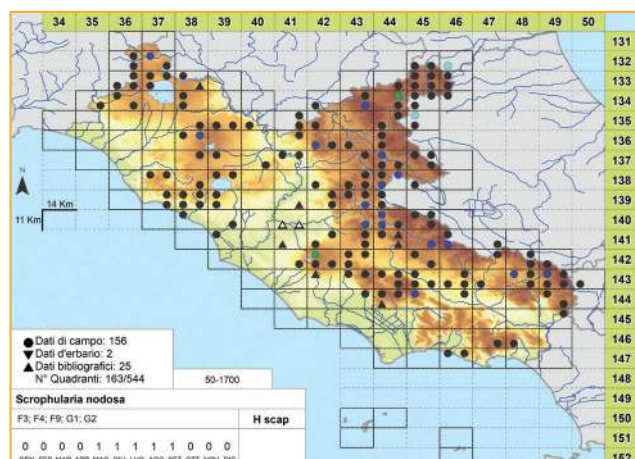 34 35 36 37 38 39 40 41 42 43 44 45 46 47 48 49 50
131
132
133
134
135
136
137
138
139
140
141
142
143
144
145
146
147
148
149
150
151
152
N
14 Km
11 Km
Dati di campo: 156
Dati d'erbario: 2
Dati bibliografici: 25
N° Quadranti: 163/544
50-1700
Scrophularia nodosa
F3; F4; F9; G1; G2
H scap
0 0 0 0 1 1 1 1 1 0 0 0